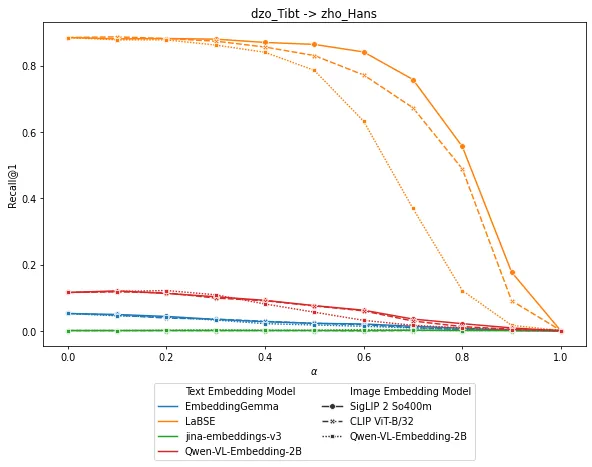 dzo_Tibt -> zho_Hans
Recall@1
0.8
0.6
0.4
0.2
0.0
0.0 0.2 0.4 0.6 0.8 1.0
α
Text Embedding Model
EmbeddingGemma
LaBSE
jina-embeddings-v3
Qwen-VL-Embedding-2B
Image Embedding Model
SigLIP 2 So400m
CLIP ViT-B/32
Qwen-VL-Embedding-2B